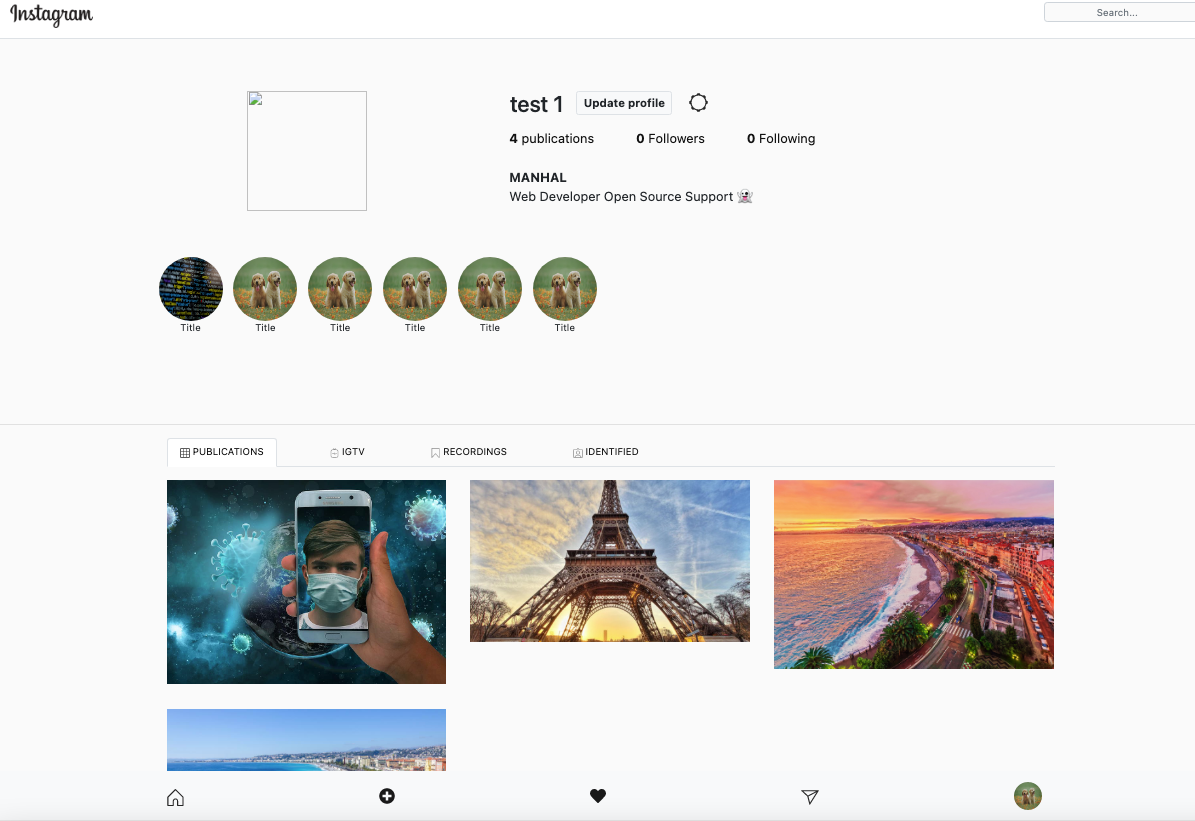 Instagram
Search...
test 1 Update profile
4 publications 0 Followers 0 Following
MANHAL
Web Developer Open Source Support 👻
Title Title Title Title Title Title
PUBLICATIONS IGTV RECORDINGS IDENTIFIED